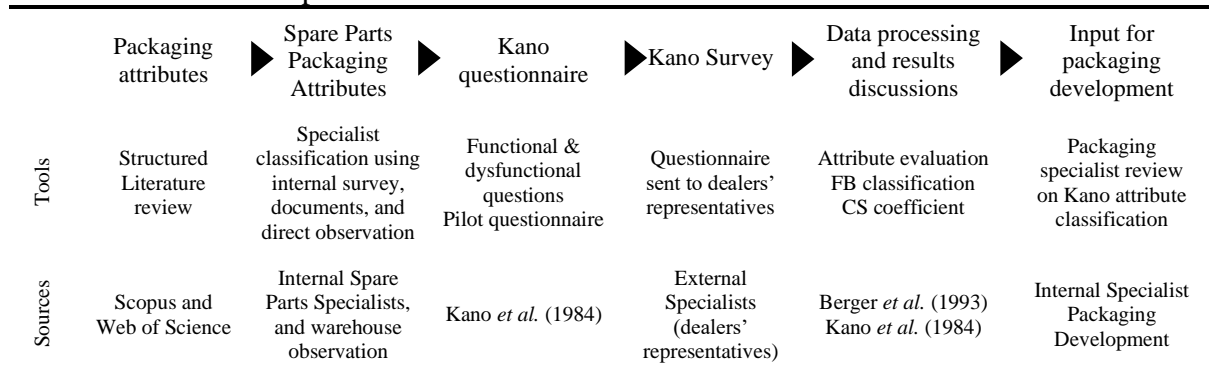 Packaging
attributes
Spare Parts
Packaging
Attributes
Kano
questionnaire
Kano Survey
Data processing
and results
discussions
Input for
packaging
development
Tools
Structured
Literature
review
Specialist
classification using
internal survey,
documents, and
direct observation
Functional &
dysfunctional
questions
Pilot questionnaire
Questionnaire
sent to dealers’
representatives
Attribute evaluation
FB classification
CS coefficient
Packaging
specialist review
on Kano attribute
classification
Sources
Scopus and
Web of Science
Internal Spare
Parts Specialists,
and warehouse
observation
Kano et al. (1984)
External
Specialists
(dealers’
representatives)
Berger et al. (1993)
Kano et al. (1984)
Internal Specialist
Packaging
Development